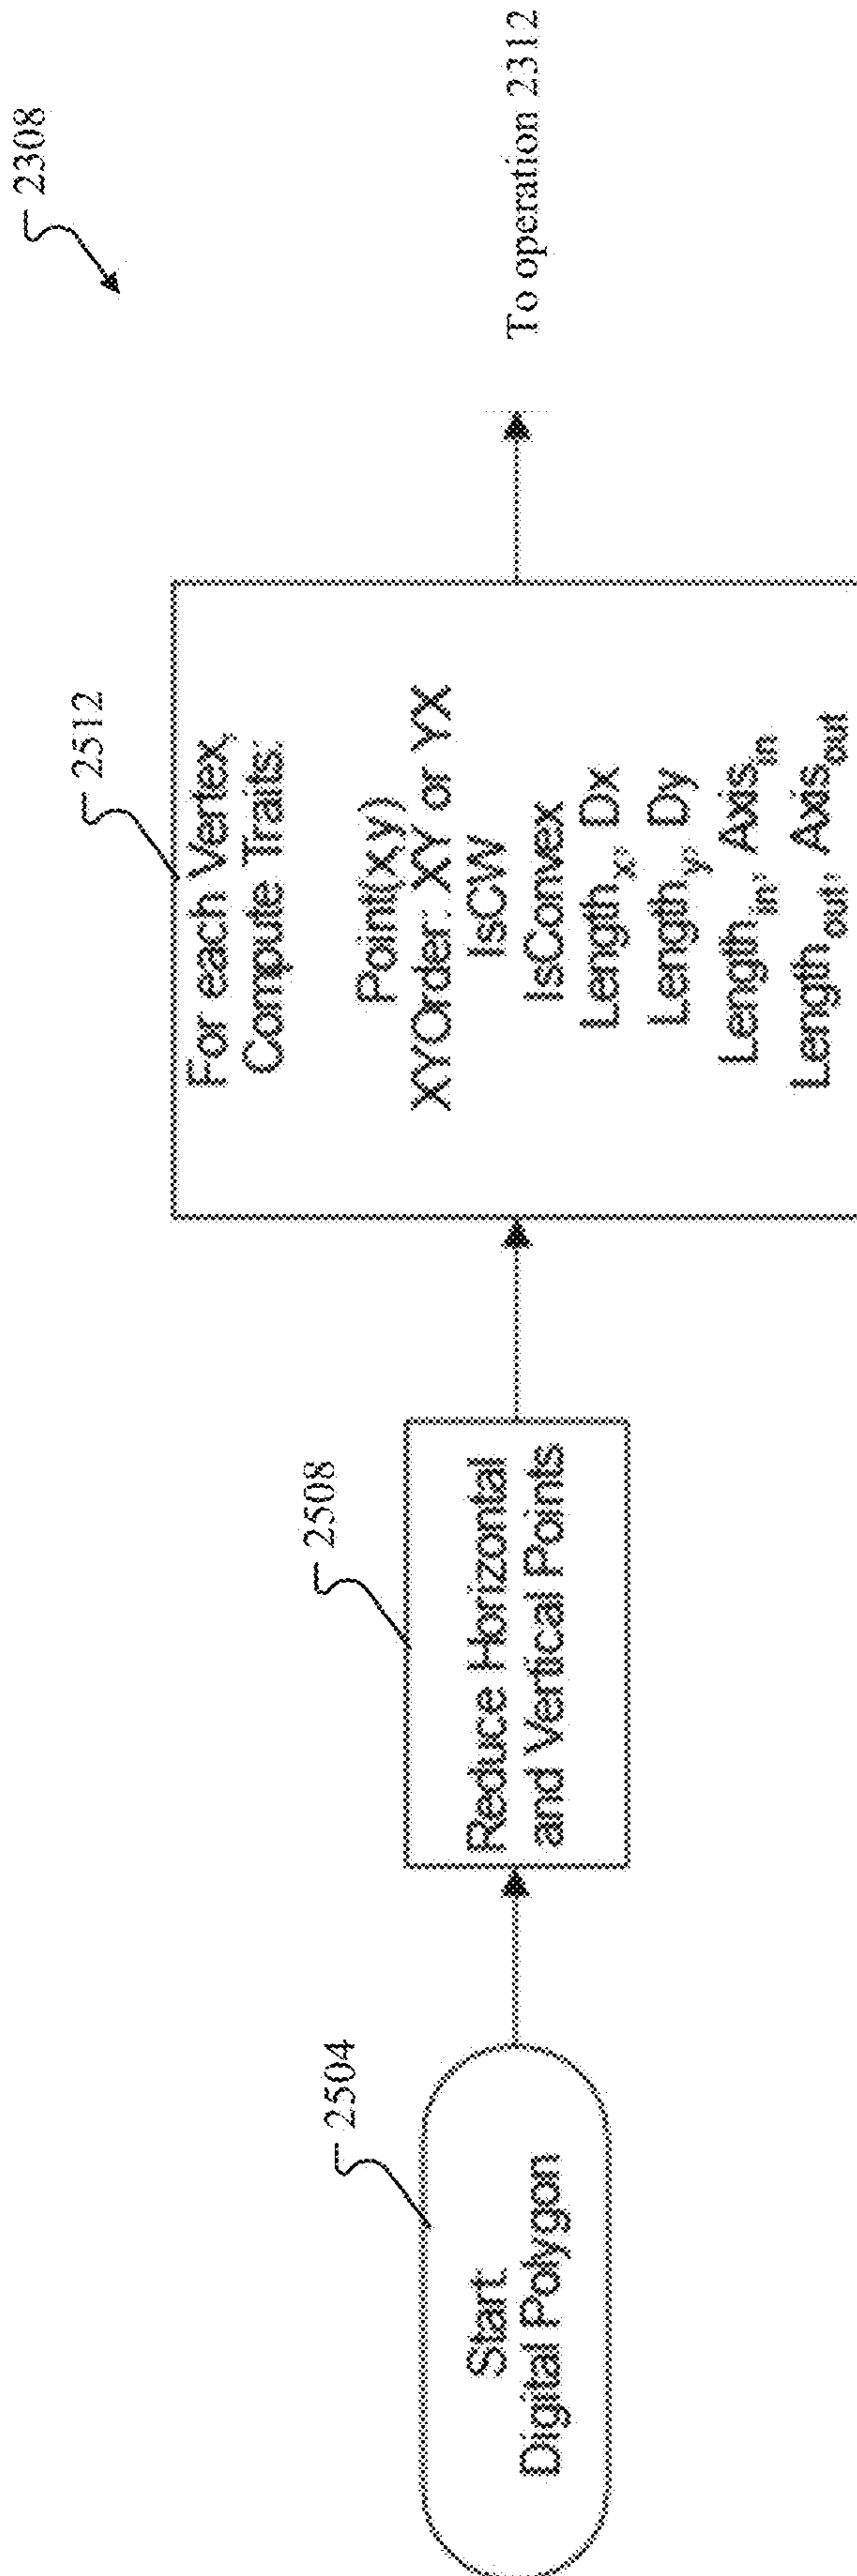 2308
2504
Start
Digital Polygon
2508
Reduce Horizontal
and Vertical Points
2512
For each Vertex,
Compute Traits:
Point(x,y)
XYOrder: XY or YX
IsCW
IsConvex
Length_x, Dx
Length_y, Dy
Length_in, Axis_in
Length_out, Axis_out
To operation 2312